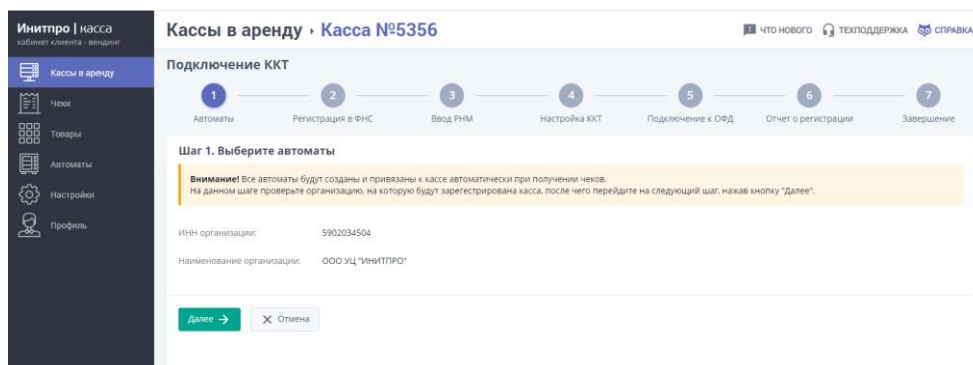 Инитпро | касса
кабинет клиента - вендинг
Кассы в аренду › Касса №5356
ЧТО НОВОГО
ТЕХПОДДЕРЖКА
СПРАВКА
Кассы в аренду
Чеки
Товары
Автоматы
Настройки
Профиль
Подключение ККТ
1
2
3
4
5
6
7
Автоматы
Регистрация в ФНС
Ввод РНМ
Настройка ККТ
Подключение к ОФД
Отчет о регистрации
Завершение
Шаг 1. Выберите автоматы
Внимание! Все автоматы будут созданы и привязаны к кассе автоматически при получении чеков.
На данном шаге проверьте организацию, на которую будут зарегестрирована касса, после чего перейдите на следующий шаг, нажав кнопку "Далее".
ИНН организации: 5902034504
Наименование организации: ООО УЦ "ИНИТПРО"
Далее →
✕ Отмена